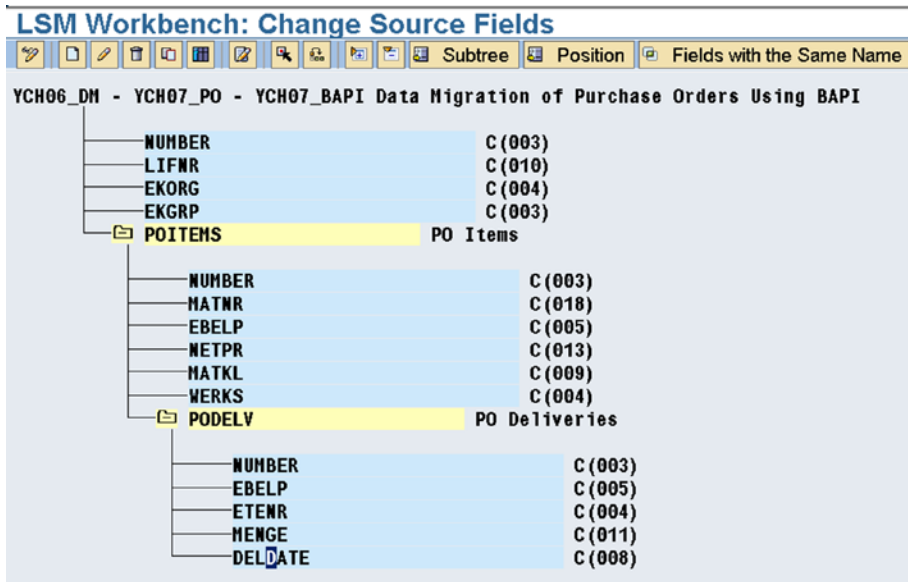 LSM Workbench: Change Source Fields
Subtree Position Fields with the Same Name
YCH06_DM - YCH07_PO - YCH07_BAPI Data Migration of Purchase Orders Using BAPI
NUMBER C(003)
LIFNR C(010)
EKORG C(004)
EKGRP C(003)
POITEMS PO Items
NUMBER C(003)
MATNR C(018)
EBELP C(005)
NETPR C(013)
MATKL C(009)
WERKS C(004)
PODELV PO Deliveries
NUMBER C(003)
EBELP C(005)
ETENR C(004)
MENGE C(011)
DELDATE C(008)